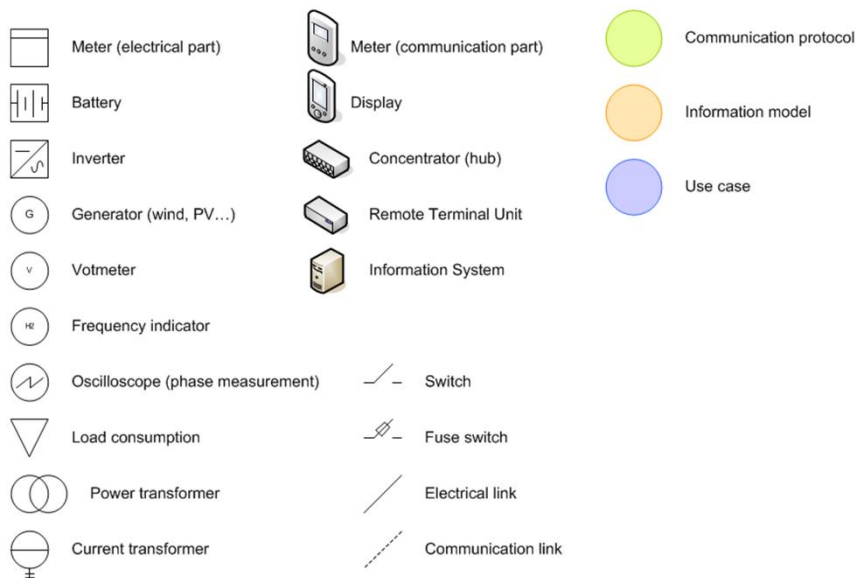 Meter (electrical part)
Meter (communication part)
Communication protocol
Battery
Display
Information model
Inverter
Concentrator (hub)
Use case
G
Generator (wind, PV…)
Remote Terminal Unit
V
Votmeter
Information System
Frequency indicator
Oscilloscope (phase measurement)
Switch
Load consumption
Fuse switch
Power transformer
Electrical link
Current transformer
Communication link